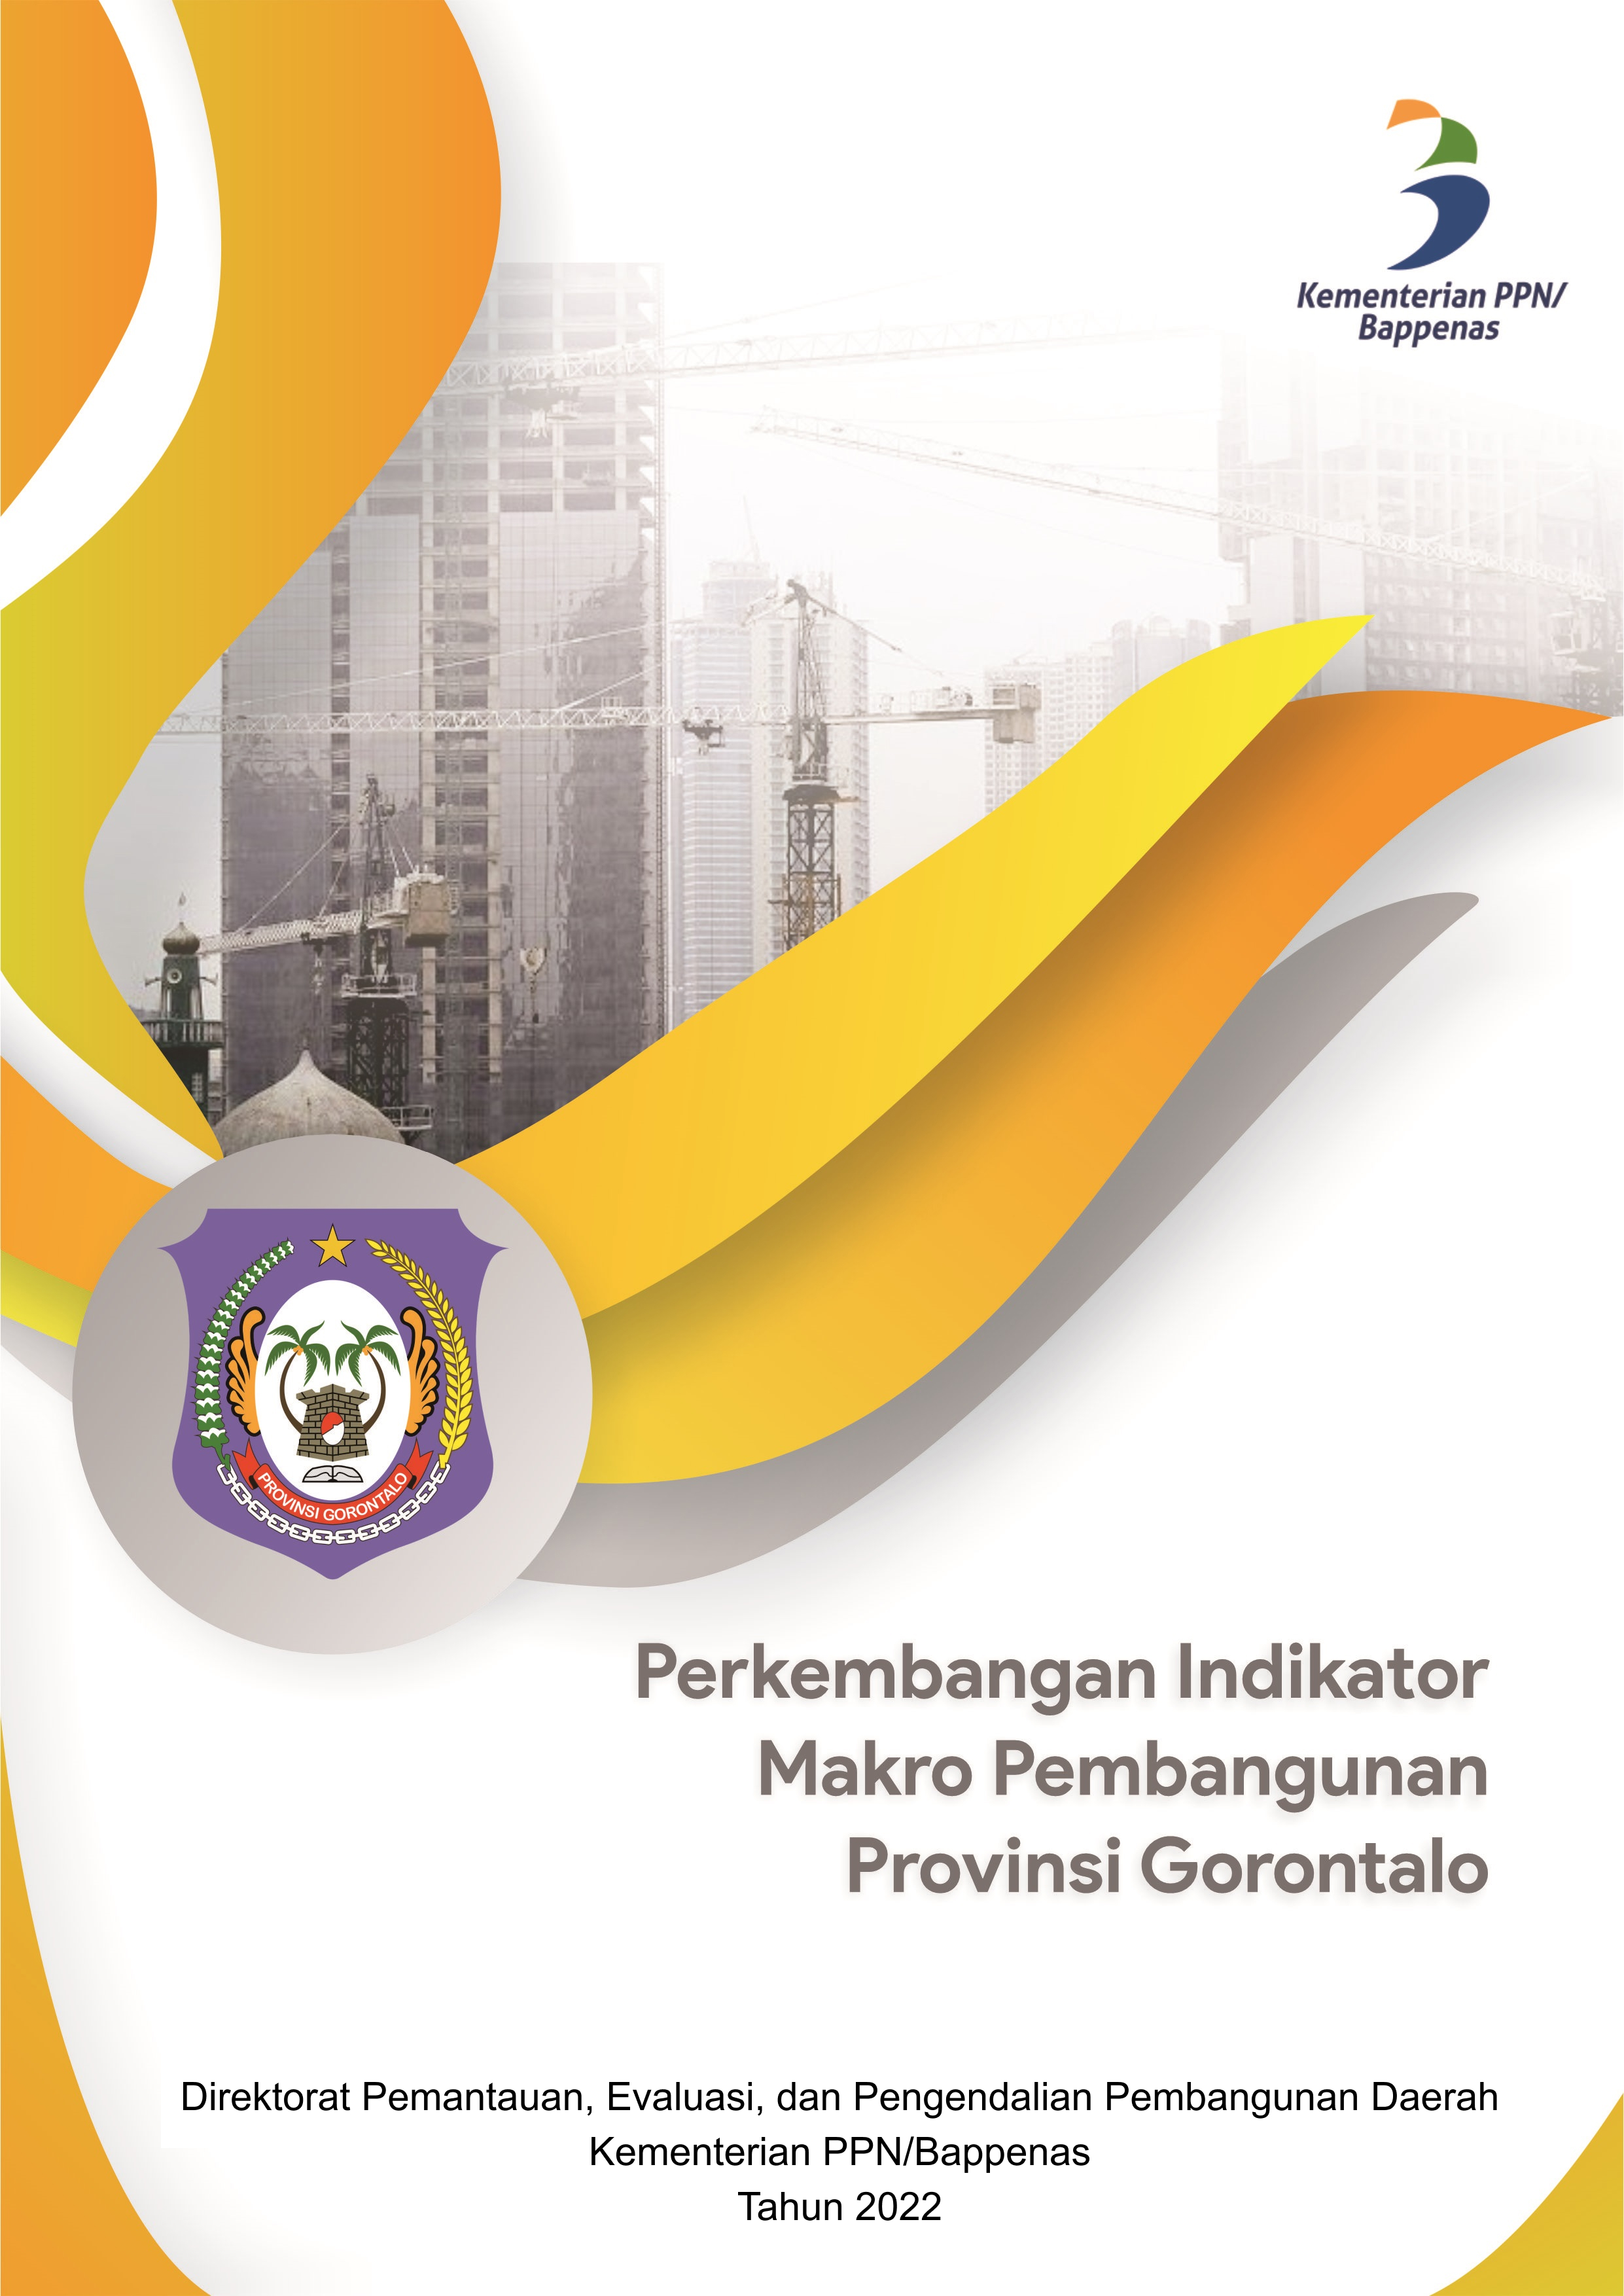 Kementerian PPN/
Bappenas
PROVINSI GORONTALO
Perkembangan Indikator
Makro Pembangunan
Provinsi Gorontalo
Direktorat Pemantauan, Evaluasi, dan Pengendalian Pembangunan Daerah
Kementerian PPN/Bappenas
Tahun 2022